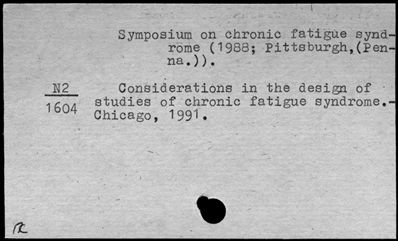 Symposium on chronic fatigue synd-
rome (1988; Pittsburgh,(Pen-
na.)).
N2
1604
Considerations in the design of
studies of chronic fatigue syndrome.-
Chicago, 1991.